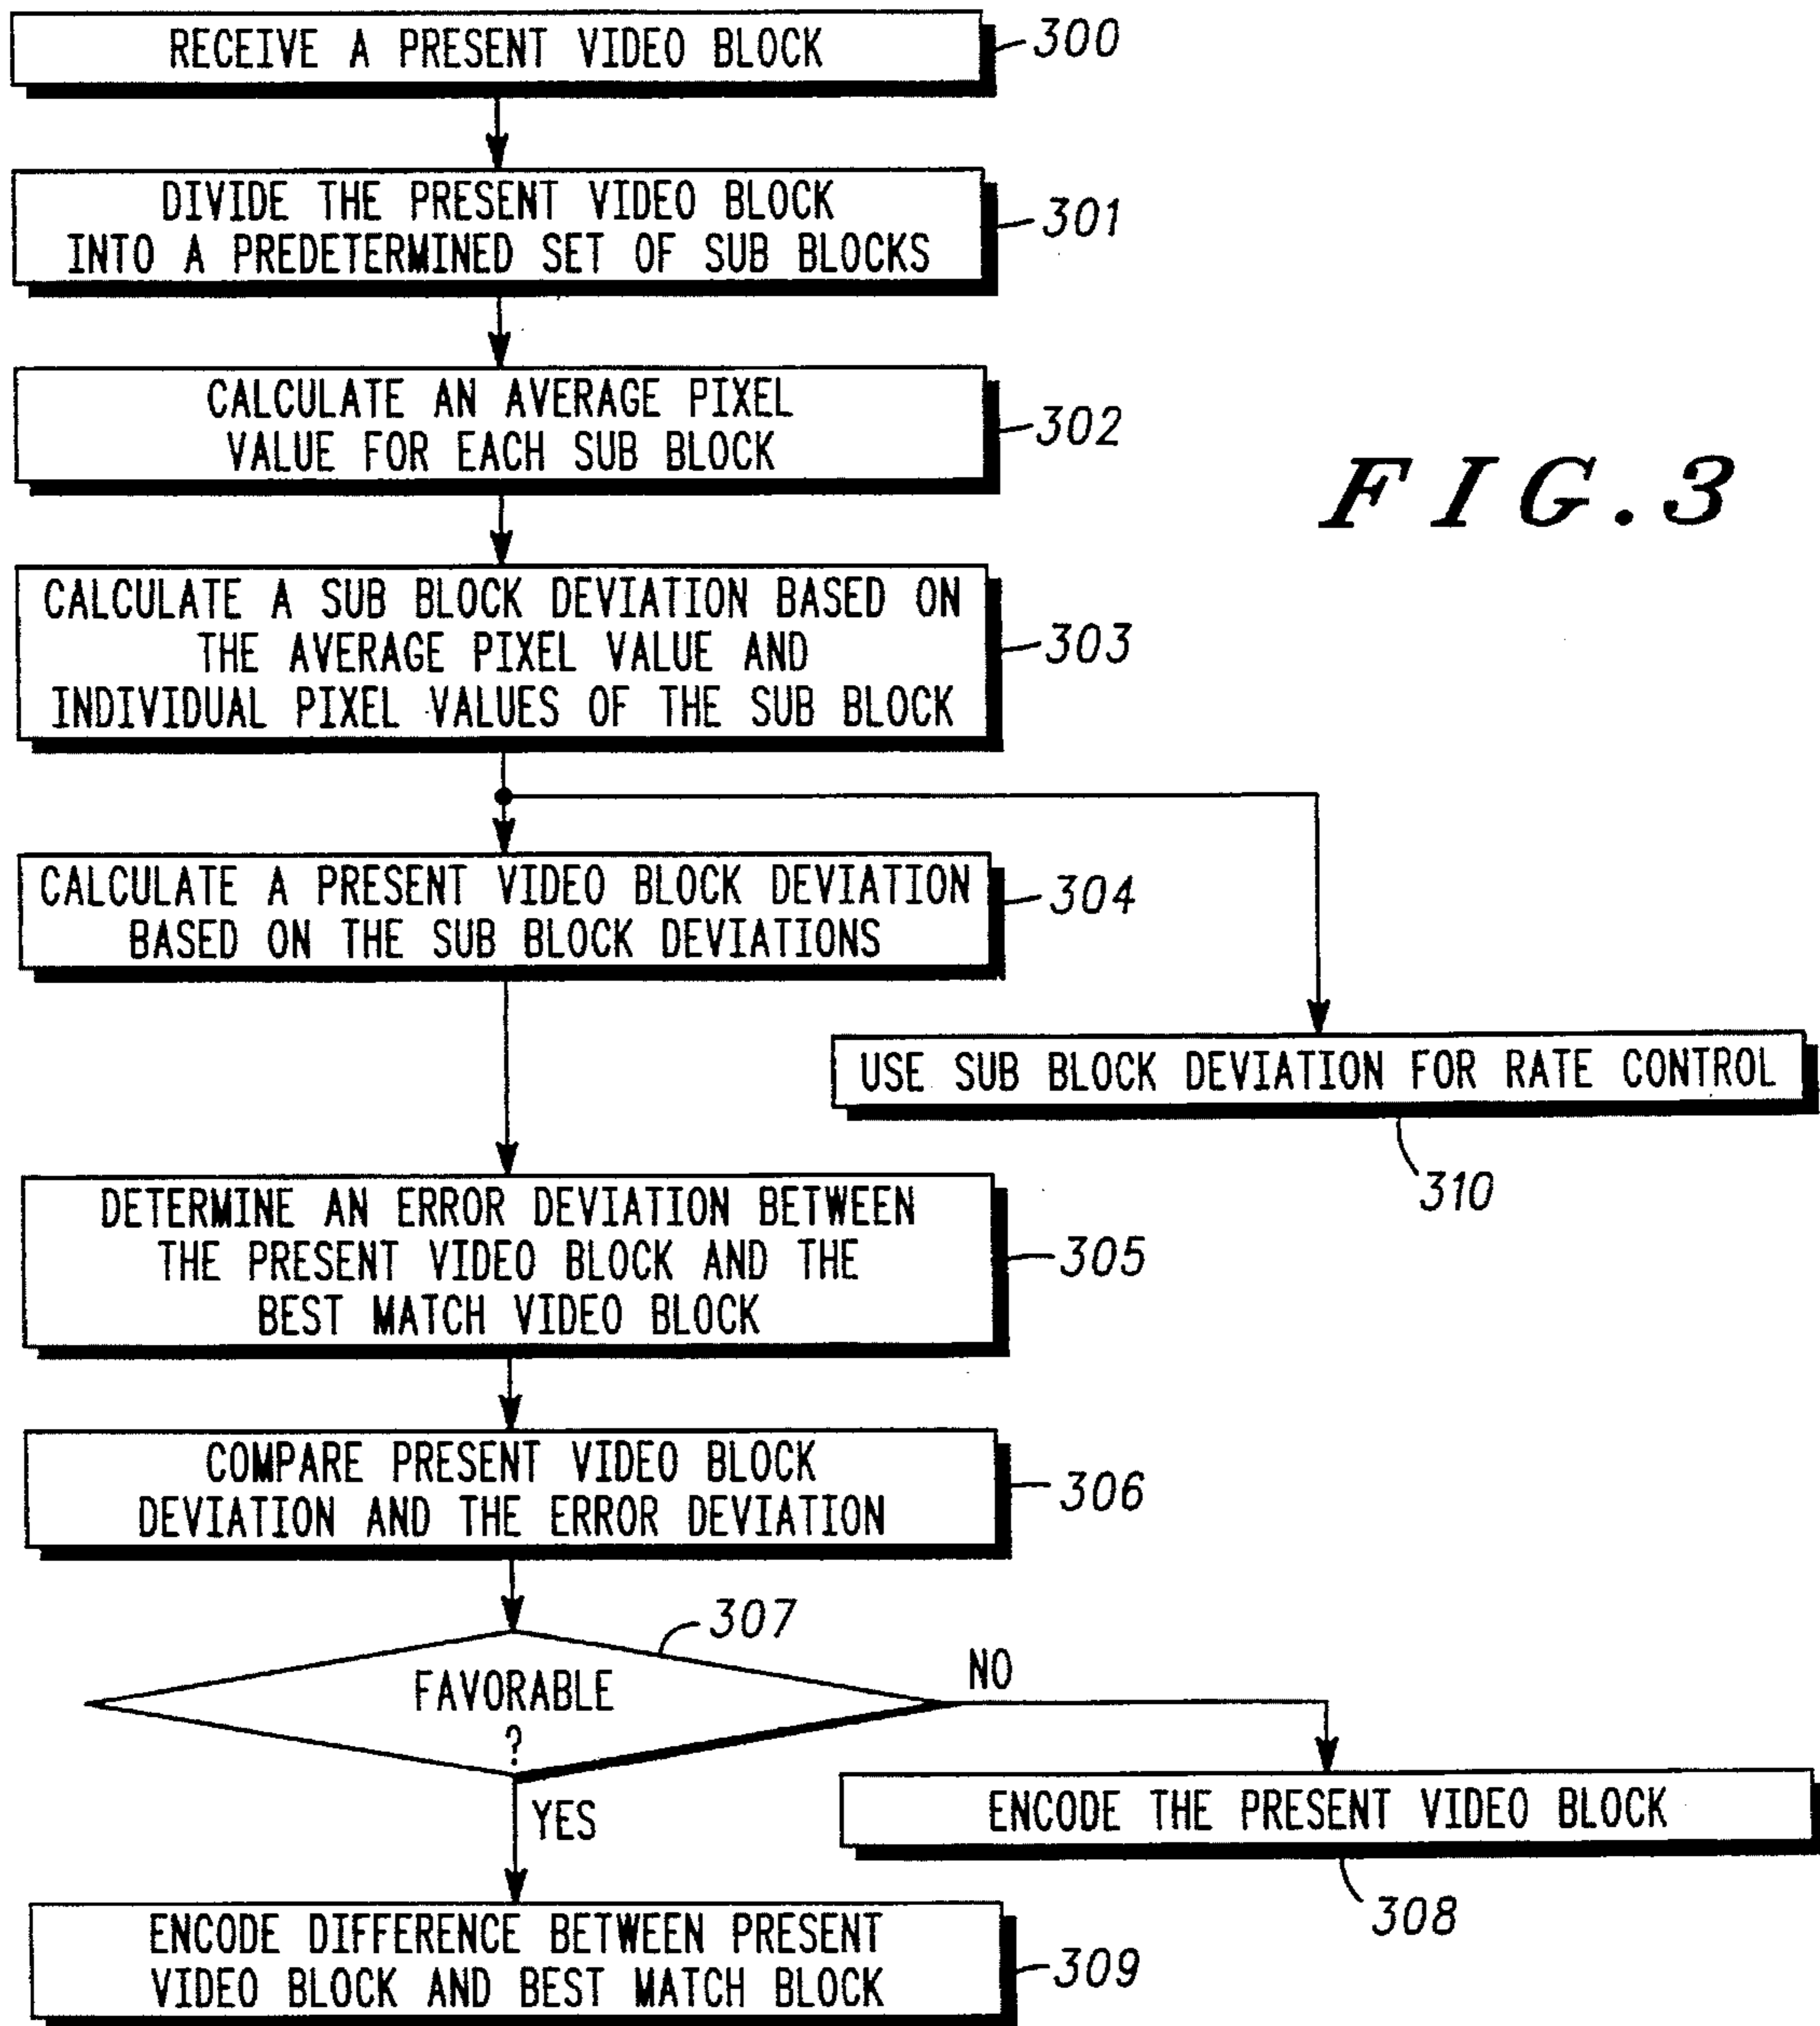 RECEIVE A PRESENT VIDEO BLOCK
300
DIVIDE THE PRESENT VIDEO BLOCK
INTO A PREDETERMINED SET OF SUB BLOCKS
301
CALCULATE AN AVERAGE PIXEL
VALUE FOR EACH SUB BLOCK
302
FIG.3
CALCULATE A SUB BLOCK DEVIATION BASED ON
THE AVERAGE PIXEL VALUE AND
INDIVIDUAL PIXEL VALUES OF THE SUB BLOCK
303
CALCULATE A PRESENT VIDEO BLOCK DEVIATION
BASED ON THE SUB BLOCK DEVIATIONS
304
USE SUB BLOCK DEVIATION FOR RATE CONTROL
310
DETERMINE AN ERROR DEVIATION BETWEEN
THE PRESENT VIDEO BLOCK AND THE
BEST MATCH VIDEO BLOCK
305
COMPARE PRESENT VIDEO BLOCK
DEVIATION AND THE ERROR DEVIATION
306
307
FAVORABLE
?
NO
YES
ENCODE THE PRESENT VIDEO BLOCK
308
ENCODE DIFFERENCE BETWEEN PRESENT
VIDEO BLOCK AND BEST MATCH BLOCK
309